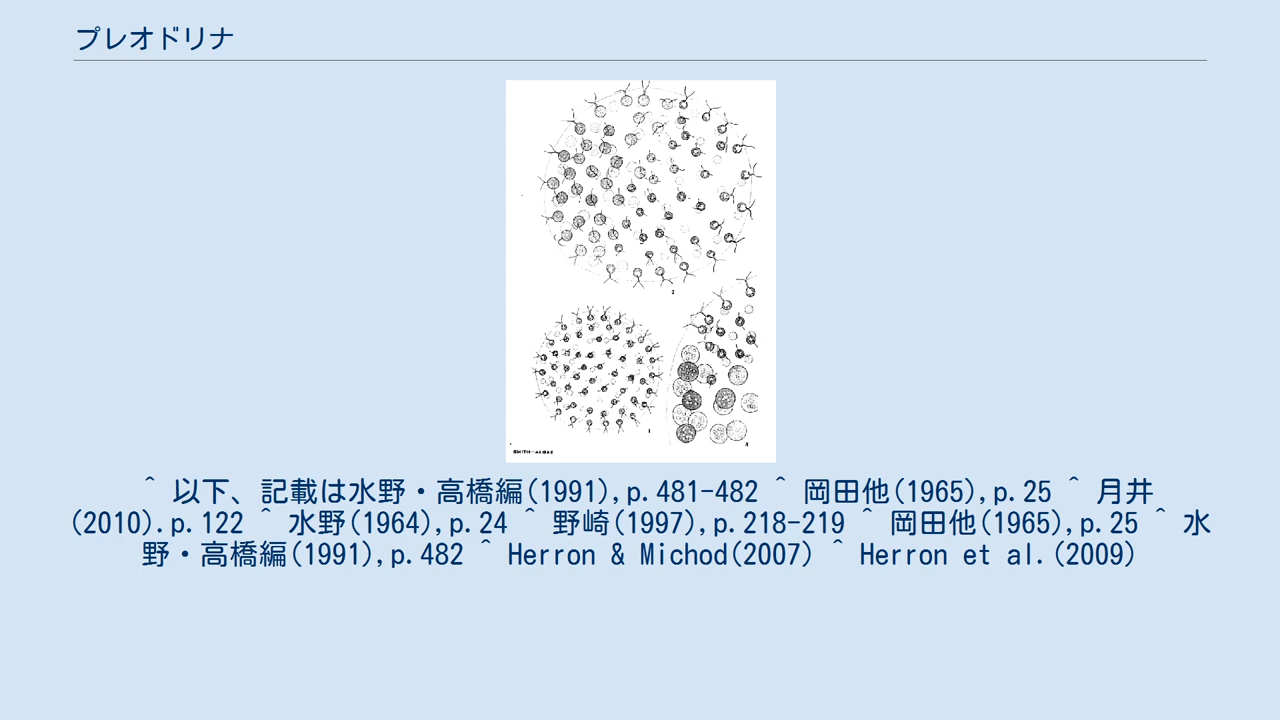 プレオドリナ
2
1
^ 以下、記載は水野・高橋編(1991),p.481-482 ^ 岡田他(1965),p.25 ^ 月井
(2010).p.122 ^ 水野(1964),p.24 ^ 野崎(1997),p.218-219 ^ 岡田他(1965),p.25 ^ 水
野・高橋編(1991),p.482 ^ Herron & Michod(2007) ^ Herron et al.(2009)